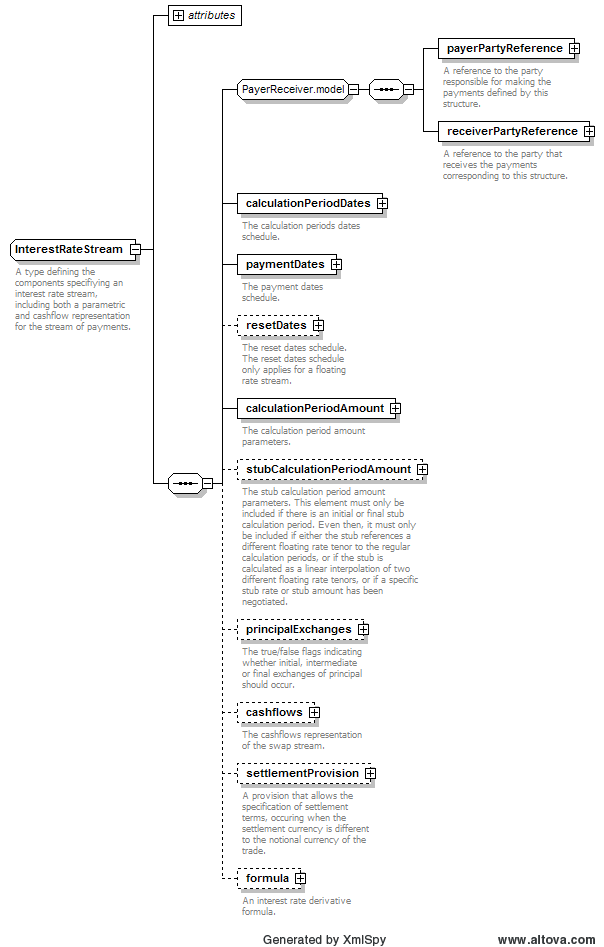 attributes
PayerReceiver.model
payerPartyReference
A reference to the party
responsible for making the
payments defined by this
structure.
receiverPartyReference
A reference to the party that
receives the payments
corresponding to this structure.
calculationPeriodDates
The calculation periods dates
schedule.
InterestRateStream
A type defining the
components specifiying an
interest rate stream,
including both a parametric
and cashflow representation
for the stream of payments.
paymentDates
The payment dates
schedule.
resetDates
The reset dates schedule.
The reset dates schedule
only applies for a floating
rate stream.
calculationPeriodAmount
The calculation period amount
parameters.
stubCalculationPeriodAmount
The stub calculation period amount
parameters. This element must only be
included if there is an initial or final stub
calculation period. Even then, it must only
be included if either the stub references a
different floating rate tenor to the regular
calculation periods, or if the stub is
calculated as a linear interpolation of two
different floating rate tenors, or if a specific
stub rate or stub amount has been
negotiated.
principalExchanges
The true/false flags indicating
whether initial, intermediate
or final exchanges of principal
should occur.
cashflows
The cashflows representation
of the swap stream.
settlementProvision
A provision that allows the
specification of settlement
terms, occuring when the
settlement currency is different
to the notional currency of the
trade.
formula
An interest rate derivative
formula.
Generated by XmlSpy www.altova.com